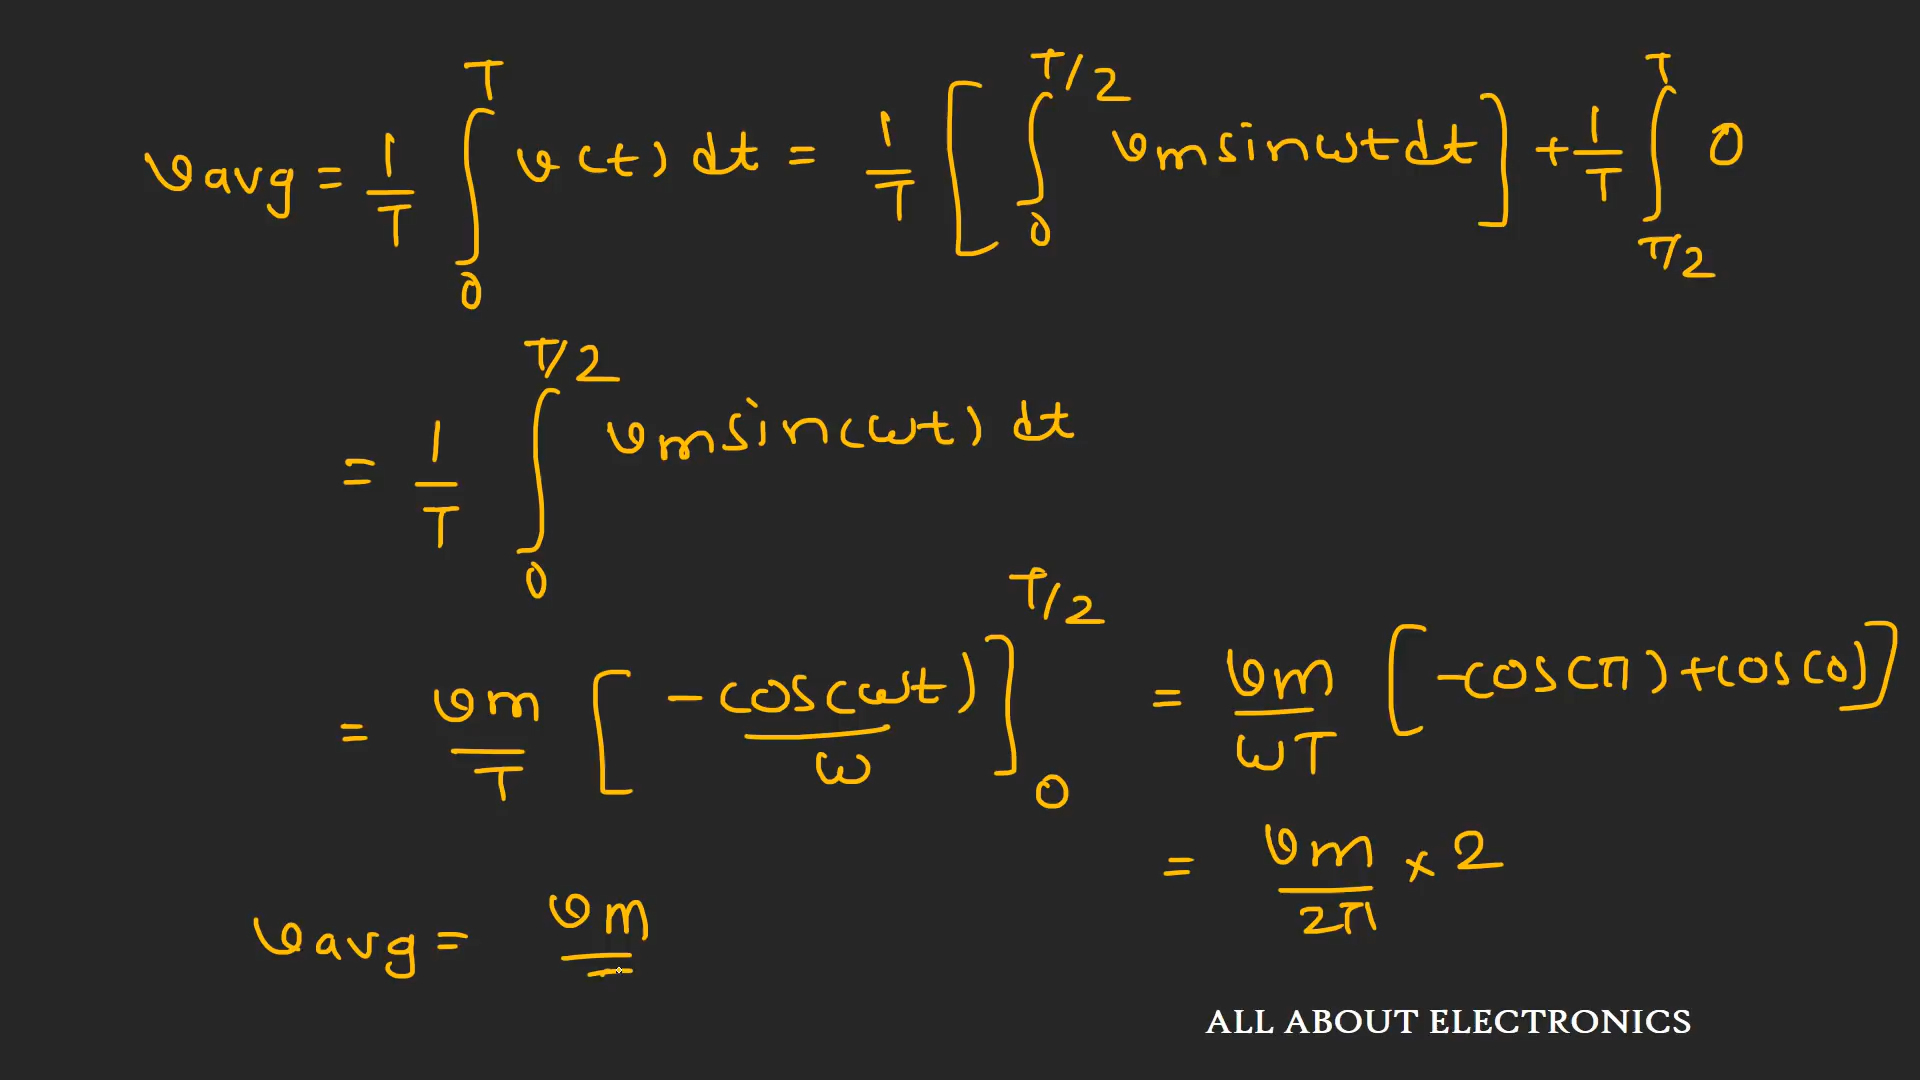 vavg = 1/T ∫₀ᵀ v(t) dt = 1/T [ ∫₀^T/2 vm sinωt dt ] + 1/T ∫_T/2^T 0
= 1/T ∫₀^T/2 vm sin(ωt) dt
= vm/T [ -cos(ωt)/ω ]₀^T/2 = vm/ωT [ -cos(π) + cos(0) ]
= vm/2π × 2
vavg = vm
ALL ABOUT ELECTRONICS